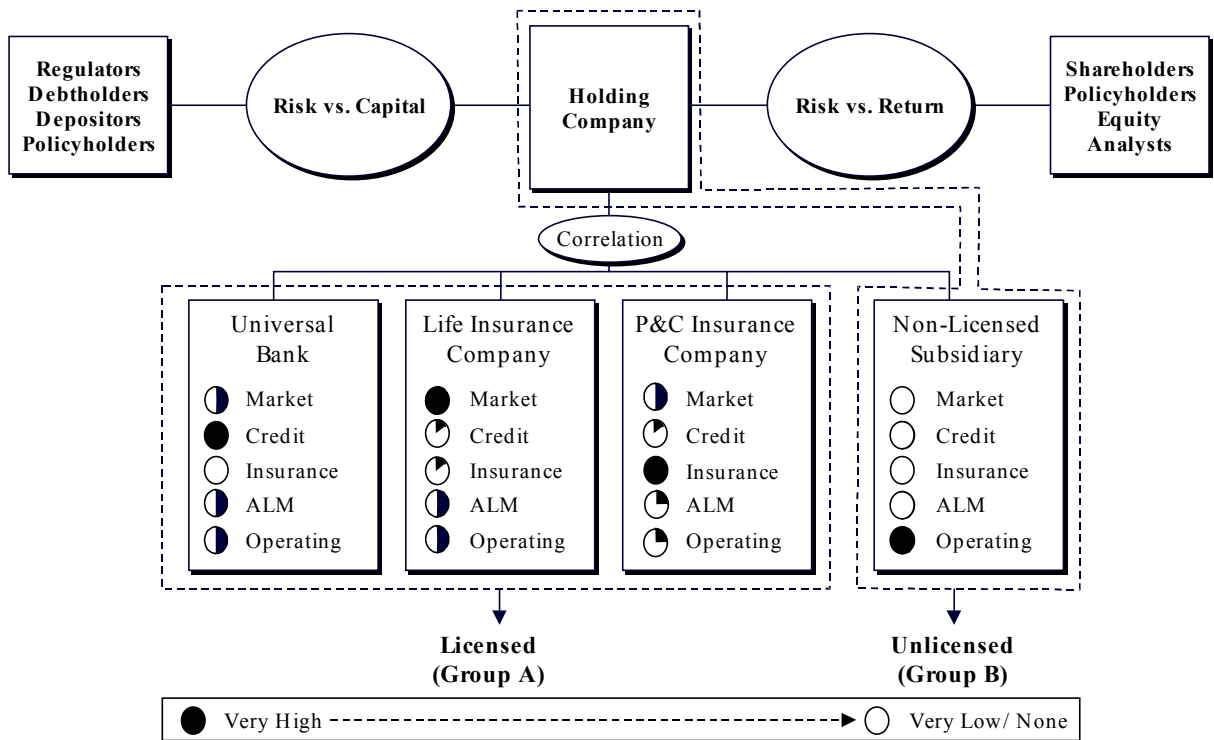 Regulators
Debtholders
Depositors
Policyholders
Risk vs. Capital
Holding
Company
Risk vs. Return
Shareholders
Policyholders
Equity
Analysts
Correlation
Universal
Bank
Market
Credit
Insurance
ALM
Operating
Life Insurance
Company
Market
Credit
Insurance
ALM
Operating
P&C Insurance
Company
Market
Credit
Insurance
ALM
Operating
Non-Licensed
Subsidiary
Market
Credit
Insurance
ALM
Operating
Licensed
(Group A)
Unlicensed
(Group B)
Very High
Very Low/ None